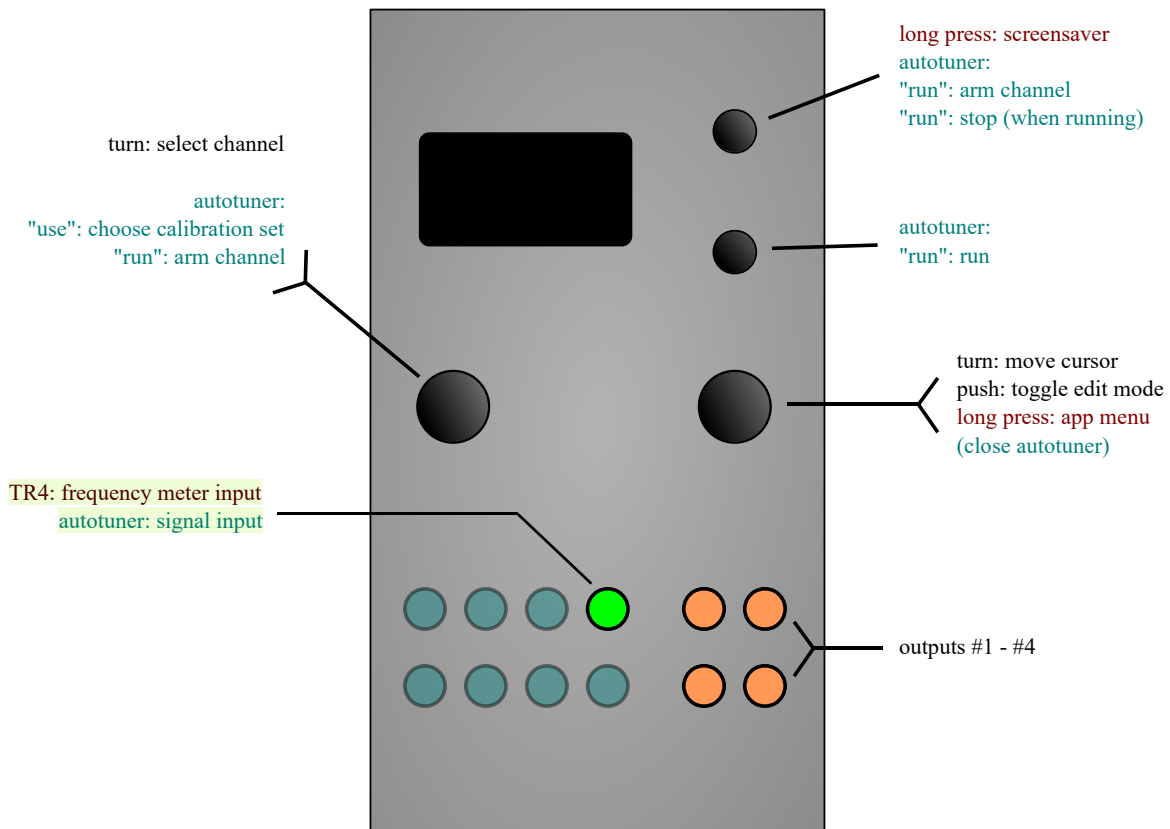 long press: screensaver
autotuner:
"run": arm channel
"run": stop (when running)
turn: select channel
autotuner:
"use": choose calibration set
"run": arm channel
autotuner:
"run": run
turn: move cursor
push: toggle edit mode
long press: app menu
(close autotuner)
TR4: frequency meter input
autotuner: signal input
outputs #1 - #4